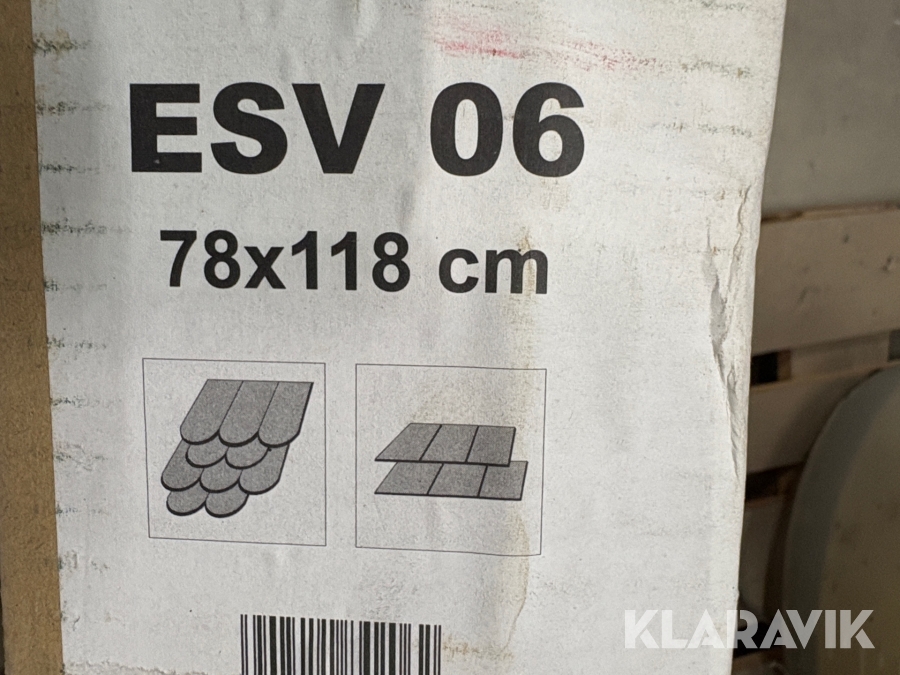 ESV 06
78x118 cm
KLARAVIK